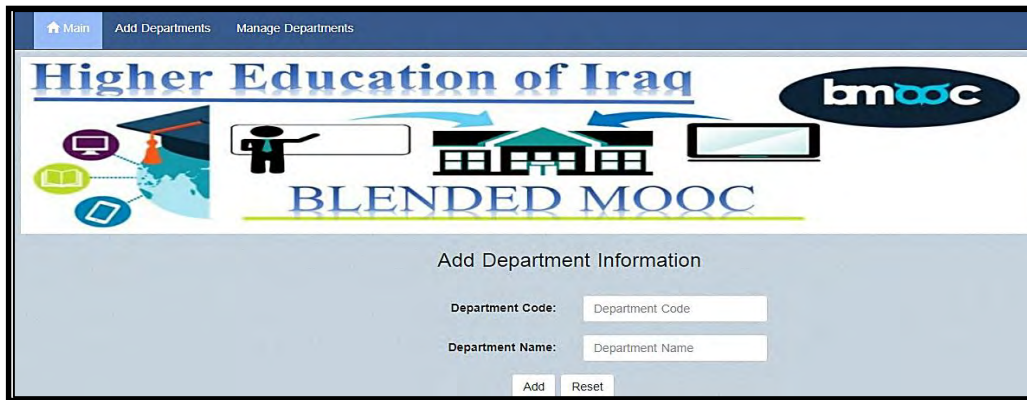 Main Add Departments Manage Departments
Higher Education of Iraq
bmooc
BLENDED MOOC
Add Department Information
Department Code: Department Code
Department Name: Department Name
Add Reset